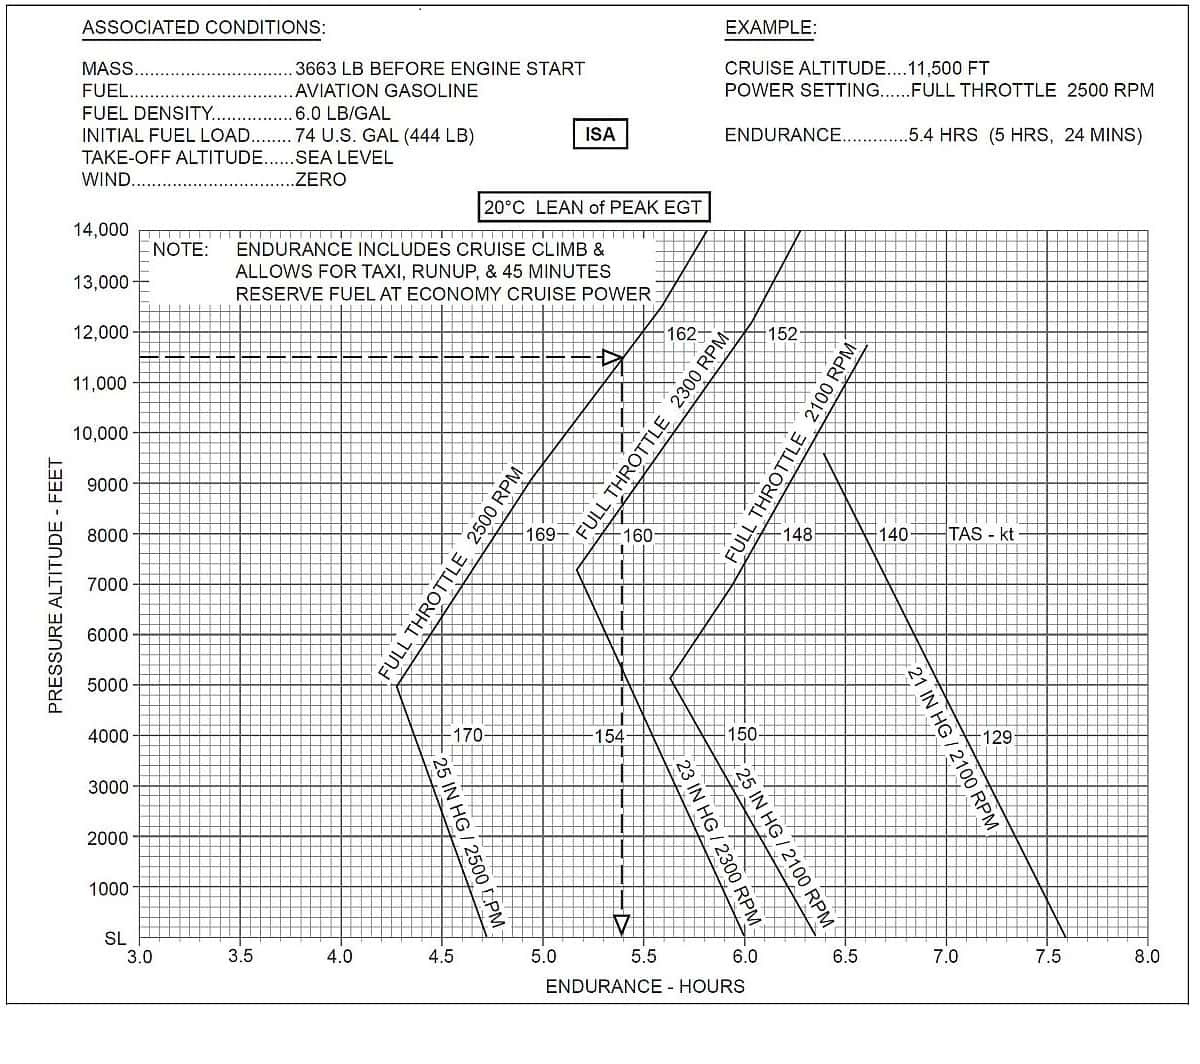 ASSOCIATED CONDITIONS:
MASS...............................3663 LB BEFORE ENGINE START
FUEL................................AVIATION GASOLINE
FUEL DENSITY................6.0 LB/GAL
INITIAL FUEL LOAD........74 U.S. GAL (444 LB)
TAKE-OFF ALTITUDE......SEA LEVEL
WIND................................ZERO
EXAMPLE:
CRUISE ALTITUDE....11,500 FT
POWER SETTING......FULL THROTTLE 2500 RPM
ENDURANCE.............5.4 HRS (5 HRS, 24 MINS)
ISA
20°C LEAN of PEAK EGT
NOTE: ENDURANCE INCLUDES CRUISE CLIMB &
ALLOWS FOR TAXI, RUNUP, & 45 MINUTES
RESERVE FUEL AT ECONOMY CRUISE POWER
PRESSURE ALTITUDE - FEET
14,000
13,000
12,000
11,000
10,000
9000
8000
7000
6000
5000
4000
3000
2000
1000
SL
162
152
FULL THROTTLE 2500 RPM
FULL THROTTLE 2300 RPM
FULL THROTTLE 2100 RPM
169
160
148
140
TAS - kt
170
154
150
129
25 IN HG / 2500 RPM
23 IN HG / 2300 RPM
25 IN HG / 2100 RPM
21 IN HG / 2100 RPM
3.0 3.5 4.0 4.5 5.0 5.5 6.0 6.5 7.0 7.5 8.0
ENDURANCE - HOURS